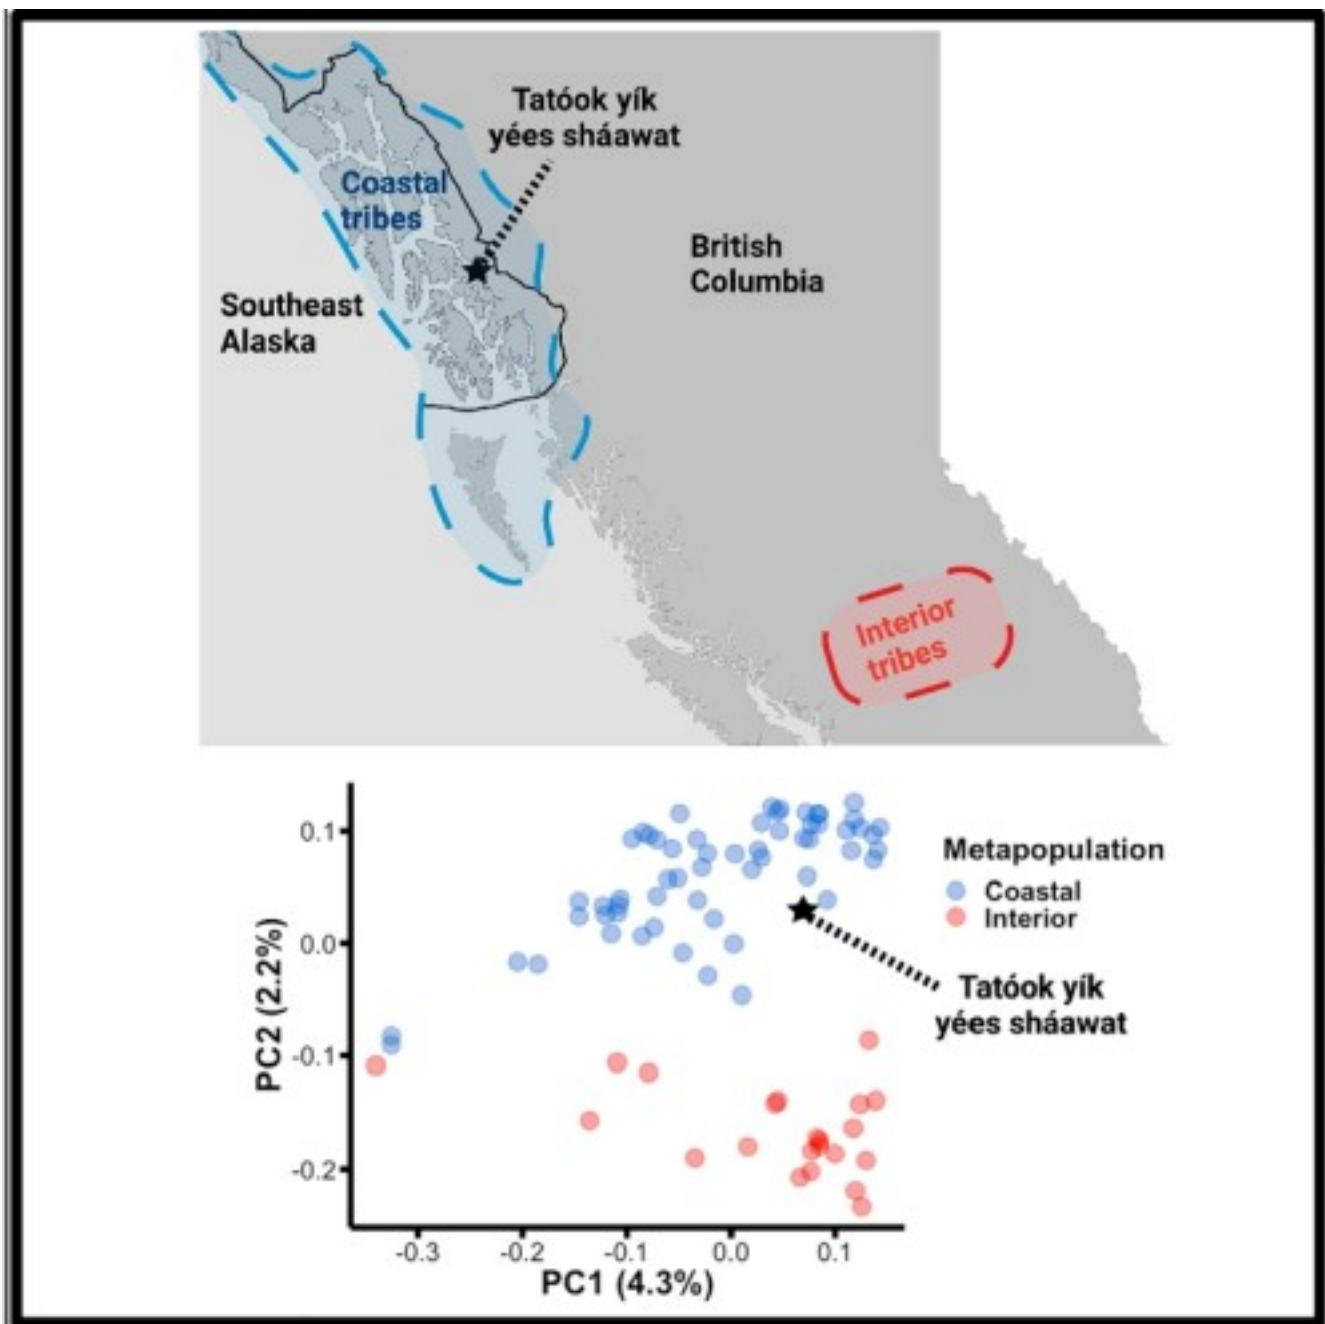 Tatóok yík
yées sháawat
Coastal
tribes
British
Columbia
Southeast
Alaska
Interior
tribes
0.1
0.0
-0.1
-0.2
PC2 (2.2%)
-0.3
-0.2
-0.1
0.0
0.1
PC1 (4.3%)
Metapopulation
Coastal
Interior
Tatóok yík
yées sháawat